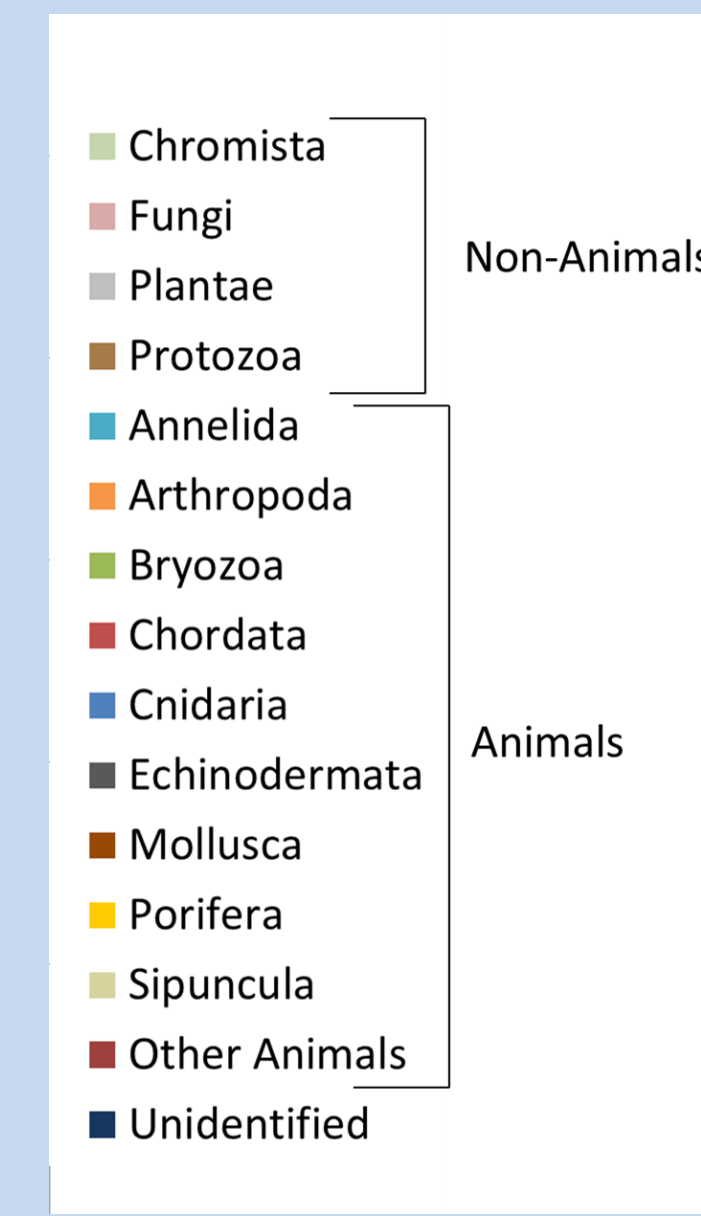 Chromista
Fungi
Non-Animals
Plantae
Protozoa
Annelida
Arthropoda
Bryozoa
Chordata
Cnidaria
Animals
Echinodermata
Mollusca
Porifera
Sipuncula
Other Animals
Unidentified